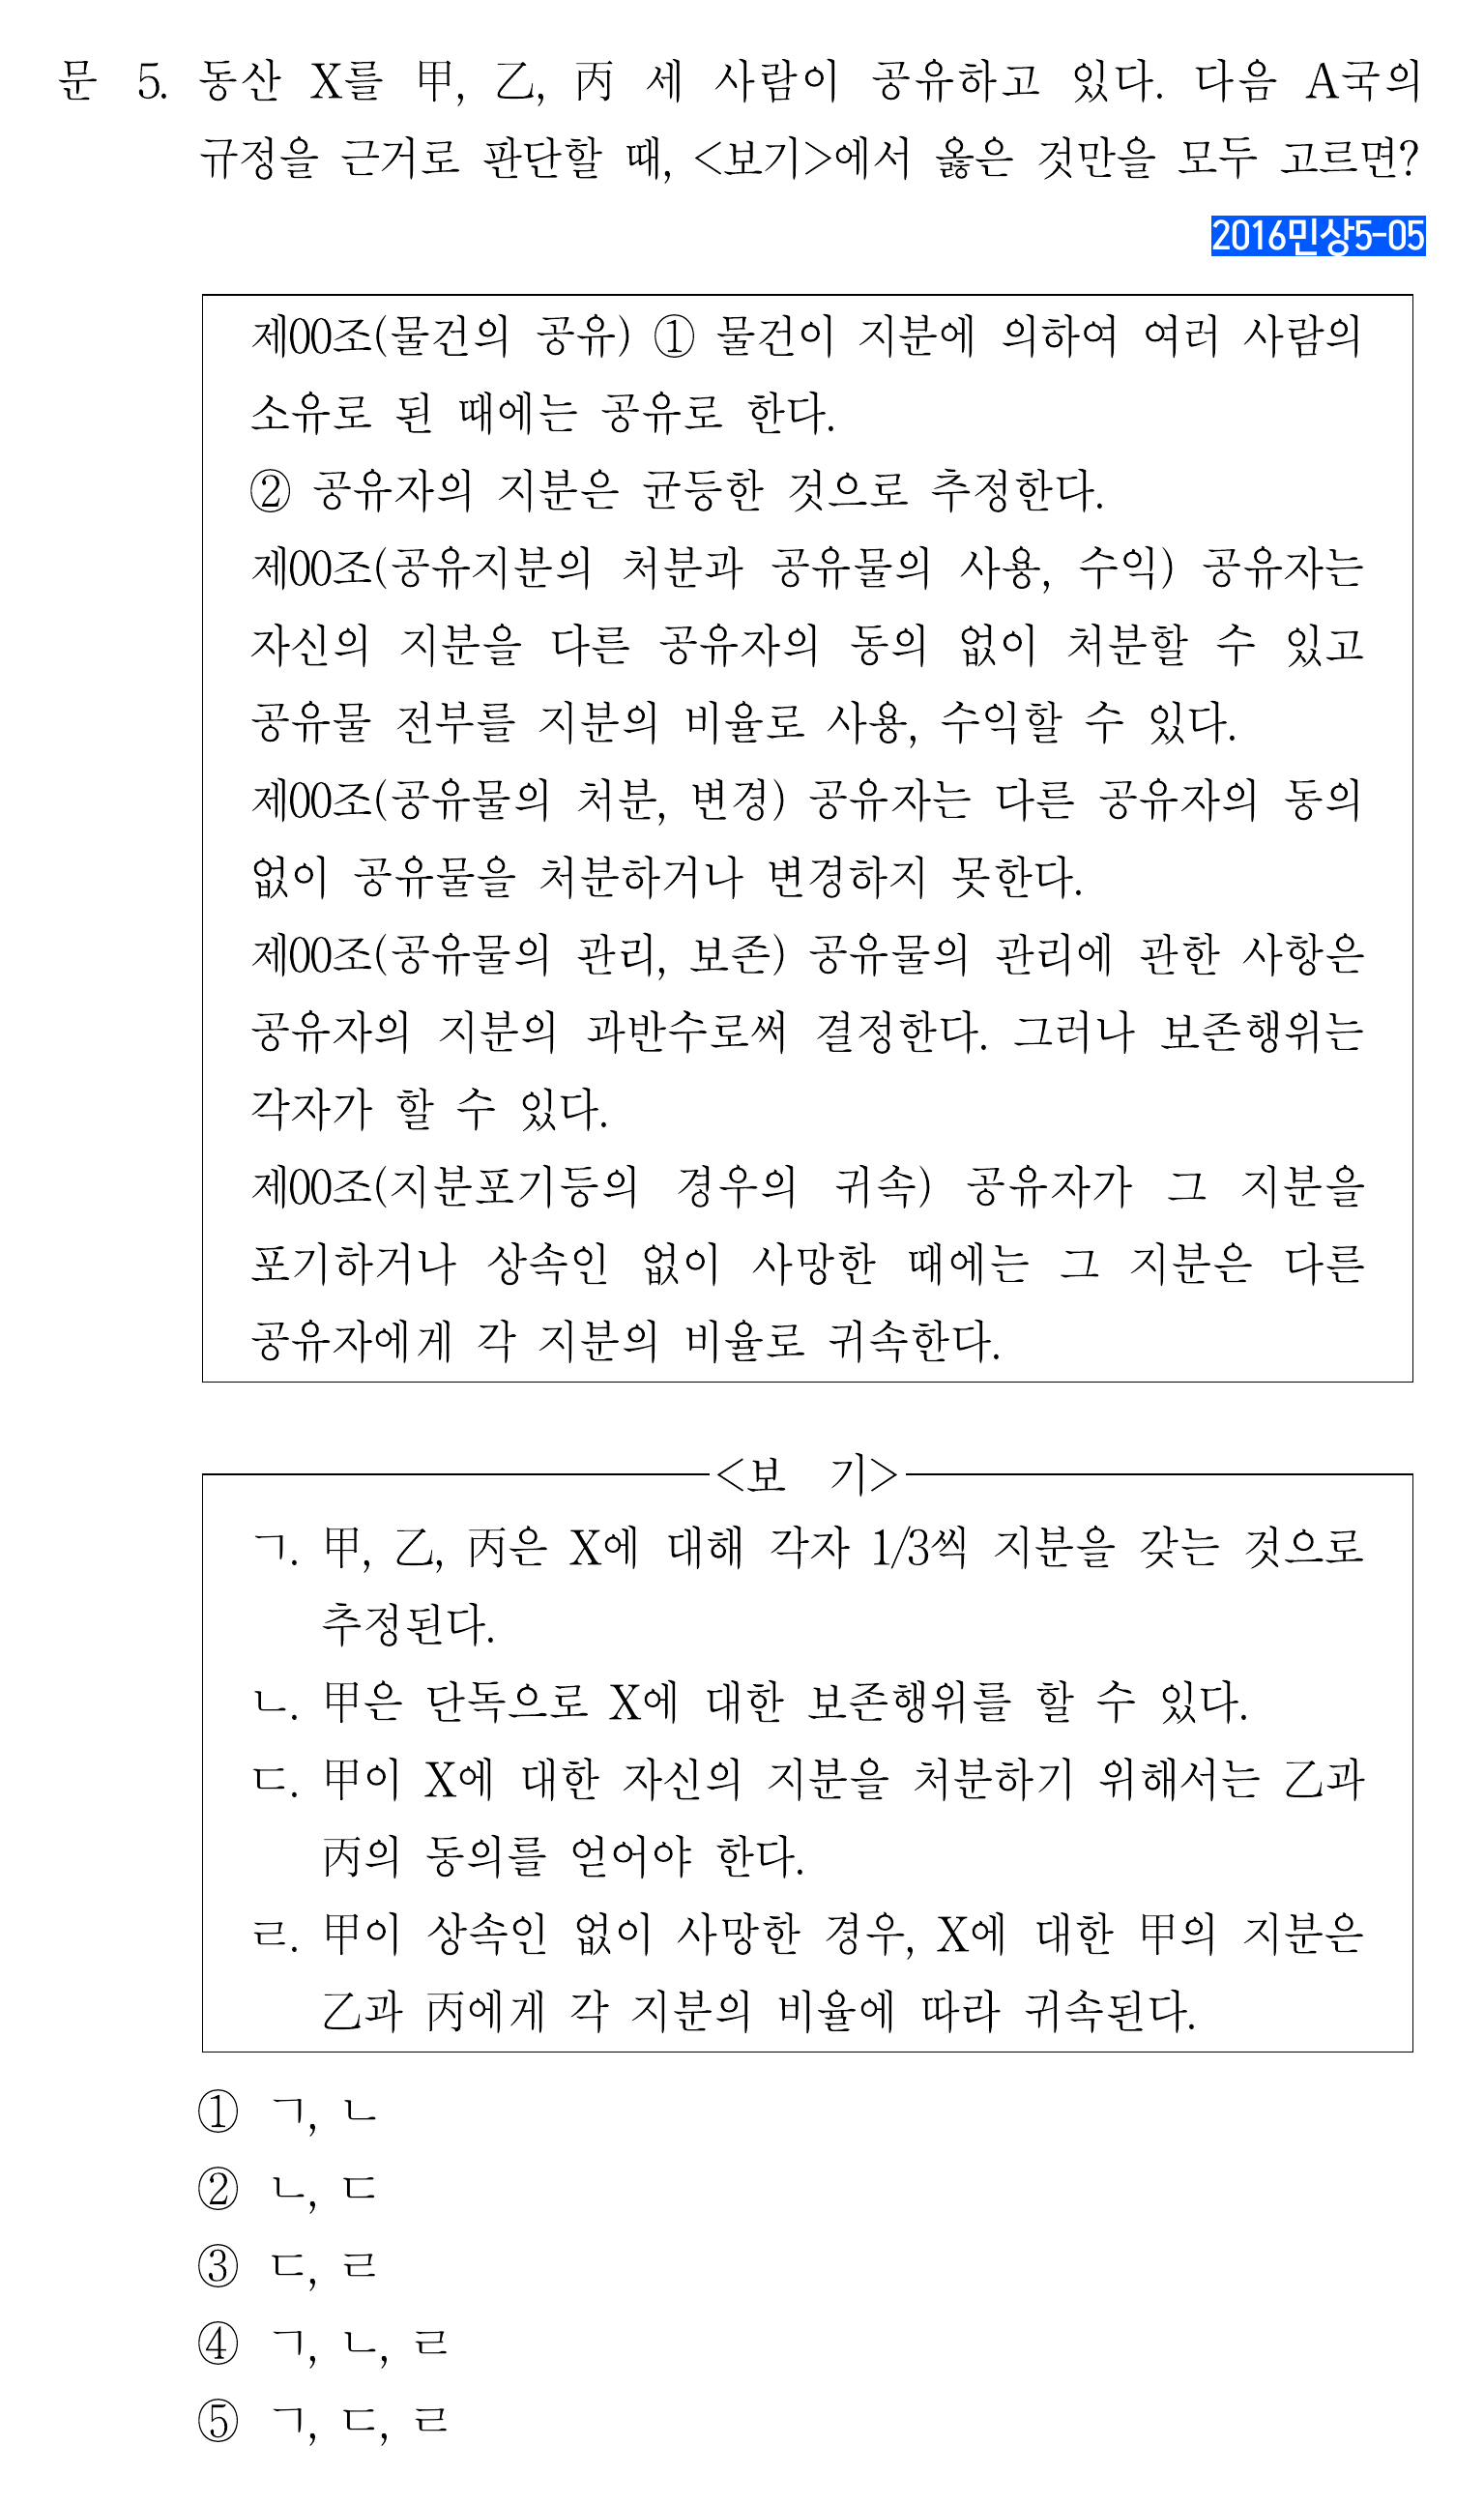 문 5. 동산 X를 甲, 乙, 丙 세 사람이 공유하고 있다. 다음 A국의
규정을 근거로 판단할 때, <보기>에서 옳은 것만을 모두 고르면?
2016민상5-05
제00조(물건의 공유) ① 물건이 지분에 의하여 여러 사람의
소유로 된 때에는 공유로 한다.
② 공유자의 지분은 균등한 것으로 추정한다.
제00조(공유지분의 처분과 공유물의 사용, 수익) 공유자는
자신의 지분을 다른 공유자의 동의 없이 처분할 수 있고
공유물 전부를 지분의 비율로 사용, 수익할 수 있다.
제00조(공유물의 처분, 변경) 공유자는 다른 공유자의 동의
없이 공유물을 처분하거나 변경하지 못한다.
제00조(공유물의 관리, 보존) 공유물의 관리에 관한 사항은
공유자의 지분의 과반수로써 결정한다. 그러나 보존행위는
각자가 할 수 있다.
제00조(지분포기등의 경우의 귀속) 공유자가 그 지분을
포기하거나 상속인 없이 사망한 때에는 그 지분은 다른
공유자에게 각 지분의 비율로 귀속한다.
<보 기>
ㄱ. 甲, 乙, 丙은 X에 대해 각자 1/3씩 지분을 갖는 것으로
추정된다.
ㄴ. 甲은 단독으로 X에 대한 보존행위를 할 수 있다.
ㄷ. 甲이 X에 대한 자신의 지분을 처분하기 위해서는 乙과
丙의 동의를 얻어야 한다.
ㄹ. 甲이 상속인 없이 사망한 경우, X에 대한 甲의 지분은
乙과 丙에게 각 지분의 비율에 따라 귀속된다.
① ㄱ, ㄴ
② ㄴ, ㄷ
③ ㄷ, ㄹ
④ ㄱ, ㄴ, ㄹ
⑤ ㄱ, ㄷ, ㄹ